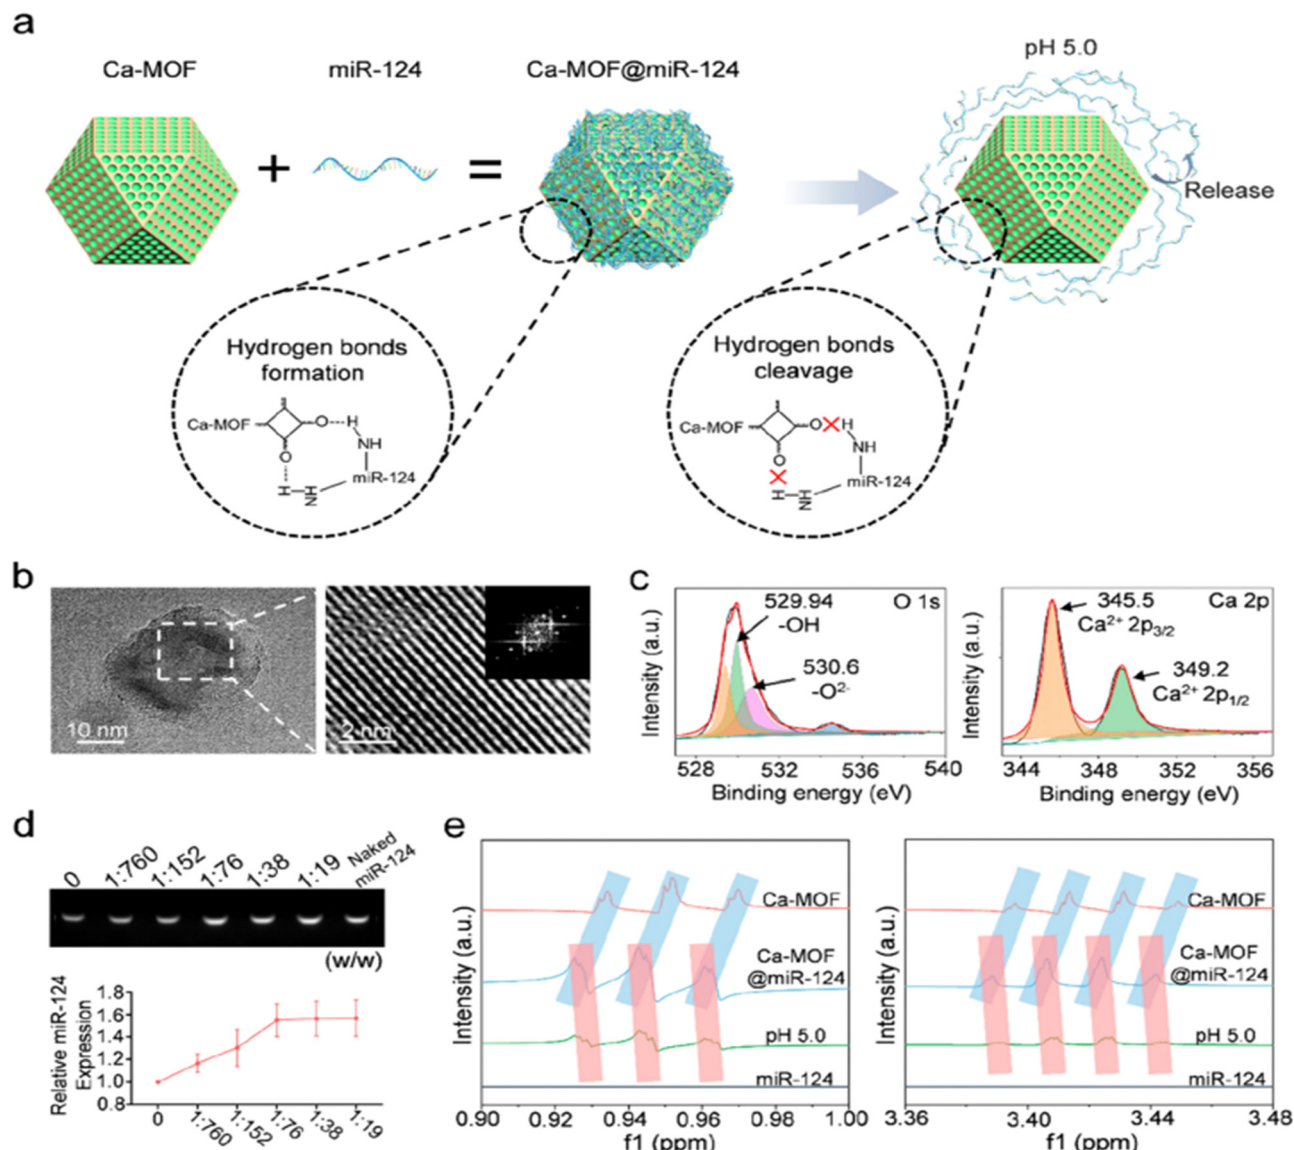 a
Ca-MOF
miR-124
Ca-MOF@miR-124
pH 5.0
+
=
Release
Hydrogen bonds
formation
Ca-MOF
O
H
NH
O
miR-124
H
N
H
Hydrogen bonds
cleavage
Ca-MOF
O
H
NH
O
miR-124
H
N
H
b
10 nm
2 nm
c
O 1s
529.94
-OH
530.6
-O²⁻
Intensity (a.u.)
528 532 536 540
Binding energy (eV)
Ca 2p
345.5
Ca²⁺ 2p₃/₂
349.2
Ca²⁺ 2p₁/₂
Intensity (a.u.)
344 348 352 356
Binding energy (eV)
d
0 1:760 1:152 1:76 1:38 1:19 Naked
miR-124
(w/w)
Relative miR-124
Expression
1.8
1.6
1.4
1.2
1.0
0.8
0 1:760 1:152 1:76 1:38 1:19
e
Intensity (a.u.)
Ca-MOF
Ca-MOF
@miR-124
pH 5.0
miR-124
0.90 0.92 0.94 0.96 0.98 1.00
f1 (ppm)
Intensity (a.u.)
Ca-MOF
Ca-MOF
@miR-124
pH 5.0
miR-124
3.36 3.40 3.44 3.48
f1 (ppm)